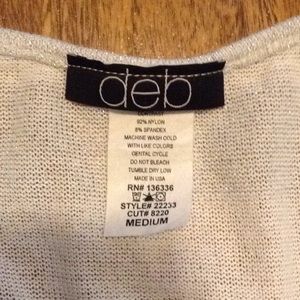 deb
92% NYLON
8% SPANDEX
MACHINE WASH COLD
WITH LIKE COLORS
GENTAL CYCLE
DO NOT BLEACH
TUMBLE DRY LOW
MADE IN USA
RN# 136336
STYLE# 22233
CUT# 8220
MEDIUM